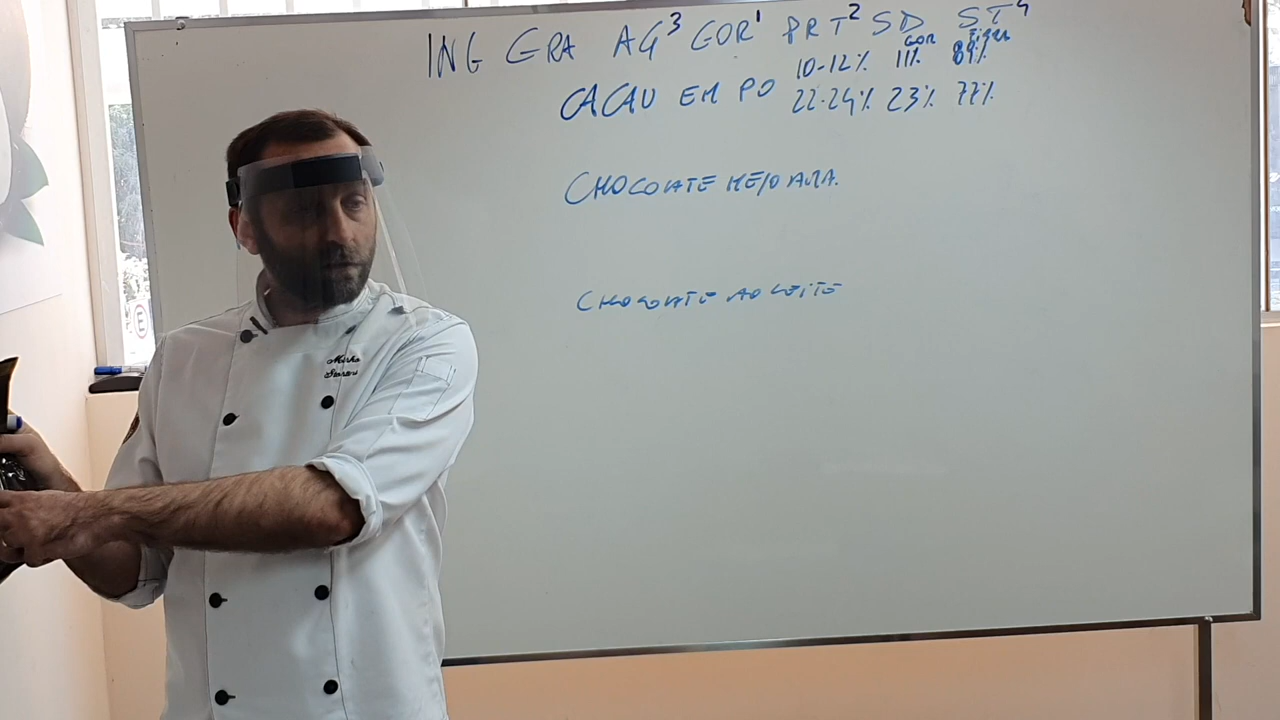 ING GRA AG³ GOR¹ PRT² SD ST⁴
GOR
10-12% 11% 89%
CACAU EM PO 22-24% 23% 77%
CHOCOLATE MEIO AMA.
CHOCOLATE AO LEITE